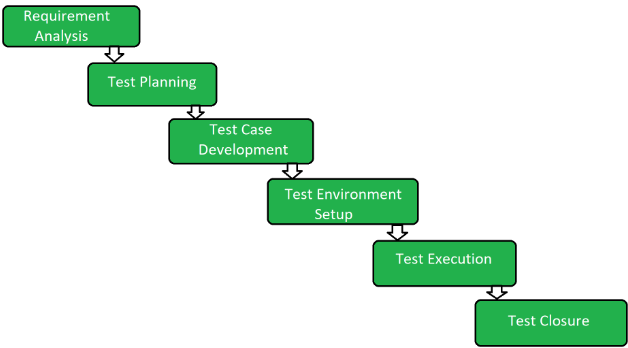 Requirement
Analysis
Test Planning
Test Case
Development
Test Environment
Setup
Test Execution
Test Closure